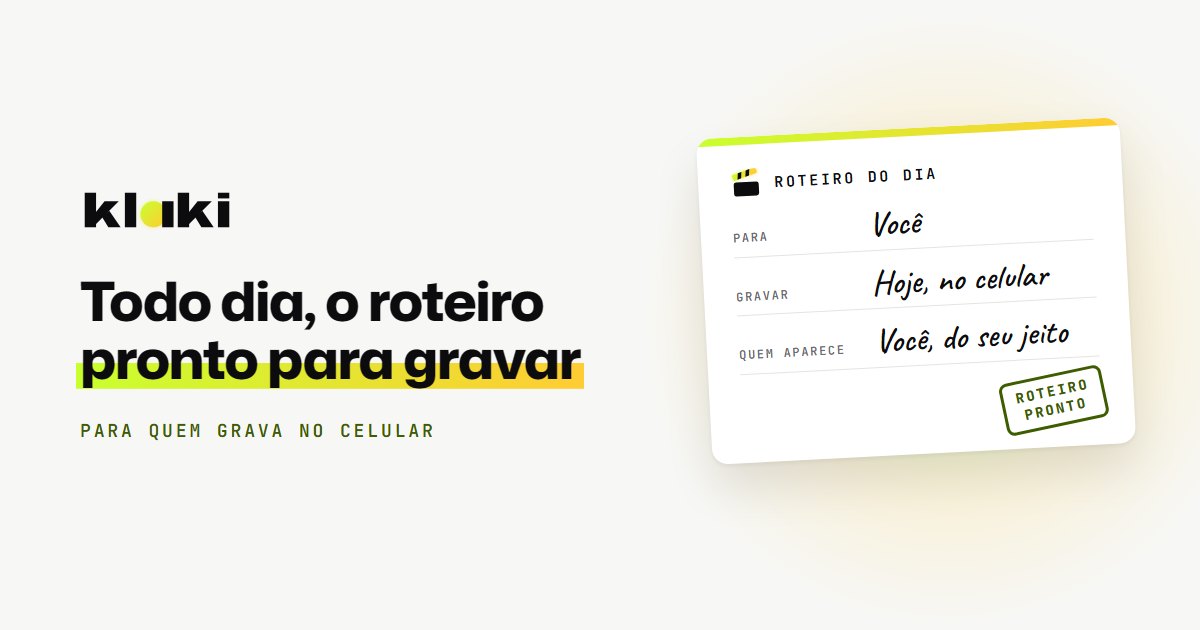 klaki
Todo dia, o roteiro
pronto para gravar
PARA QUEM GRAVA NO CELULAR
ROTEIRO DO DIA
PARA Você
GRAVAR Hoje, no celular
QUEM APARECE Você, do seu jeito
ROTEIRO
PRONTO